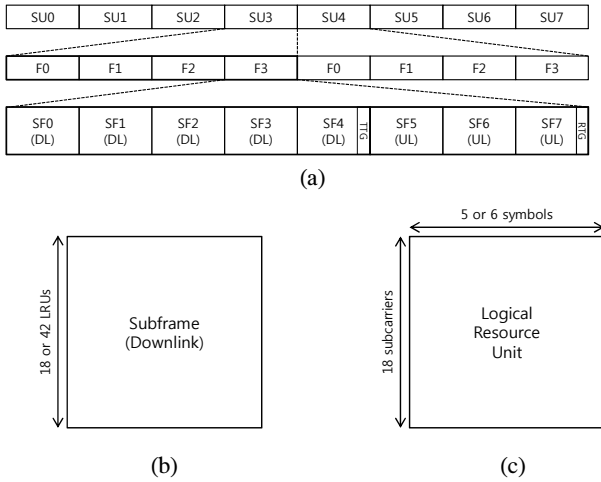 SU0 SU1 SU2 SU3 SU4 SU5 SU6 SU7
F0 F1 F2 F3 F0 F1 F2 F3
SF0 SF1 SF2 SF3 SF4 TTG SF5 SF6 SF7 RTG
(DL) (DL) (DL) (DL) (DL) (UL) (UL) (UL)
(a)
5 or 6 symbols
18 or 42 LRUs
Subframe
(Downlink)
18 subcarriers
Logical
Resource
Unit
(b) (c)